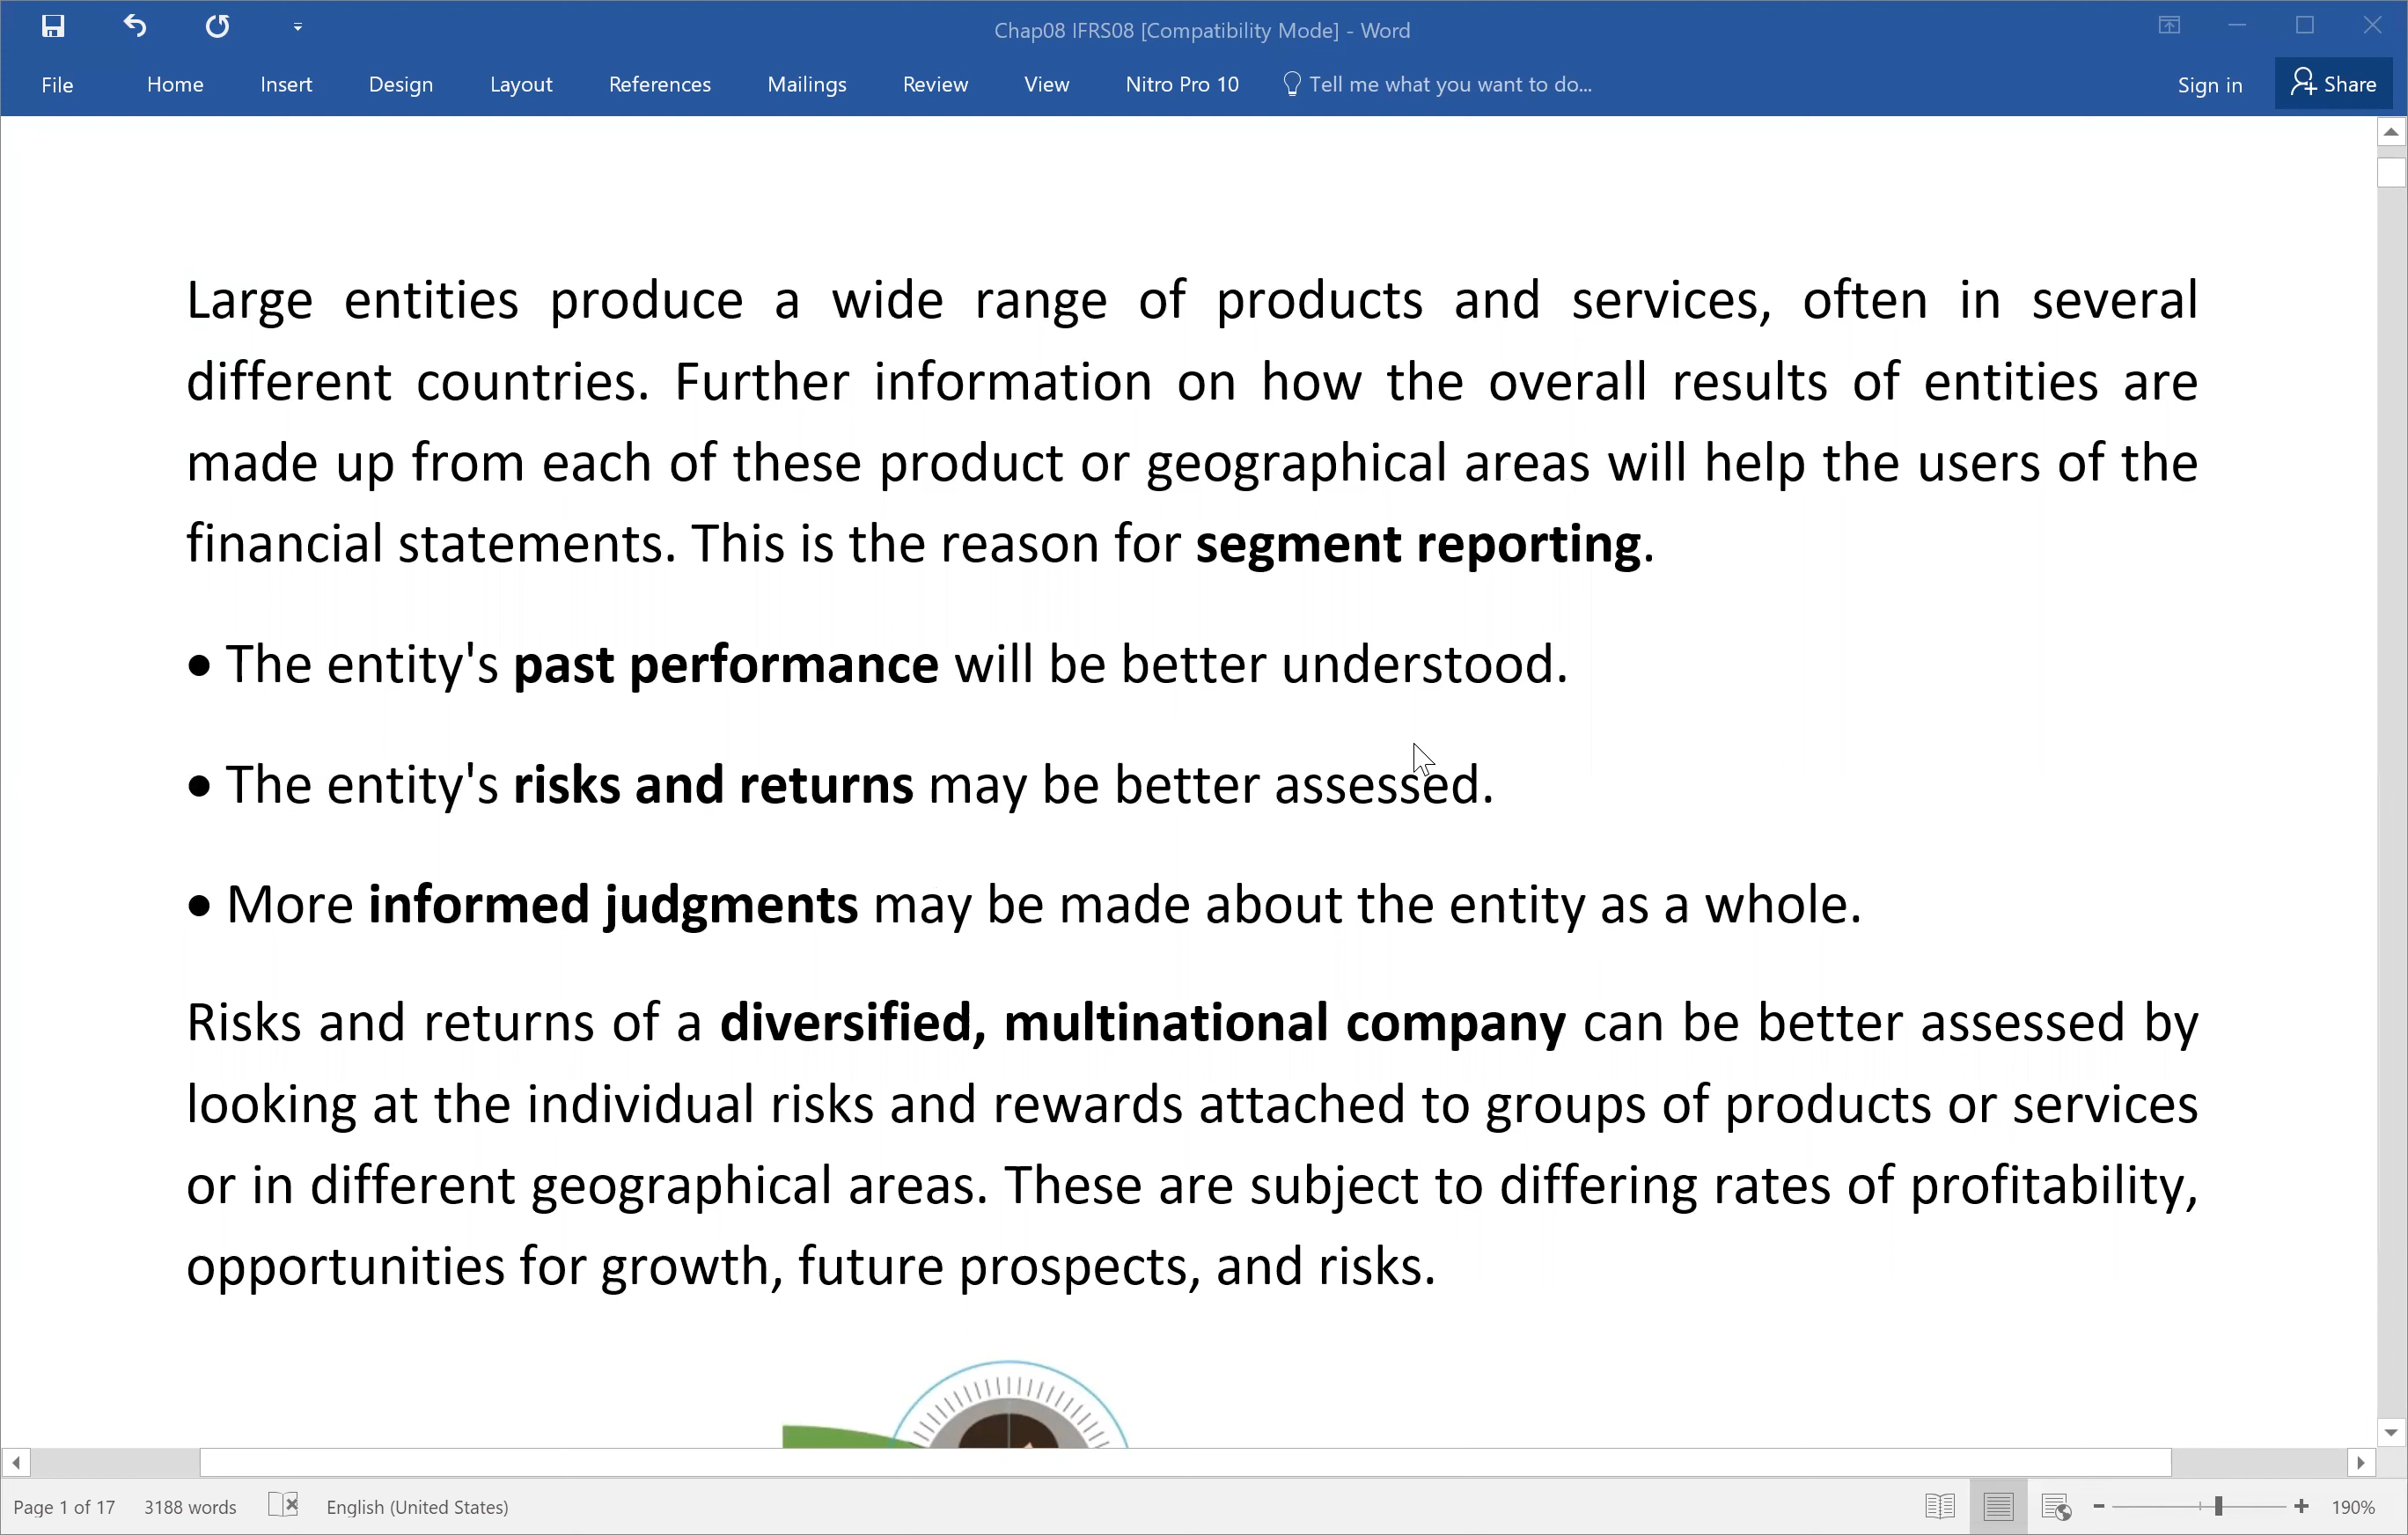 Chap08 IFRS08 [Compatibility Mode] - Word
File Home Insert Design Layout References Mailings Review View Nitro Pro 10 Tell me what you want to do... Sign in Share
Large entities produce a wide range of products and services, often in several
different countries. Further information on how the overall results of entities are
made up from each of these product or geographical areas will help the users of the
financial statements. This is the reason for segment reporting.
• The entity's past performance will be better understood.
• The entity's risks and returns may be better assessed.
• More informed judgments may be made about the entity as a whole.
Risks and returns of a diversified, multinational company can be better assessed by
looking at the individual risks and rewards attached to groups of products or services
or in different geographical areas. These are subject to differing rates of profitability,
opportunities for growth, future prospects, and risks.
Page 1 of 17 3188 words English (United States) 190%